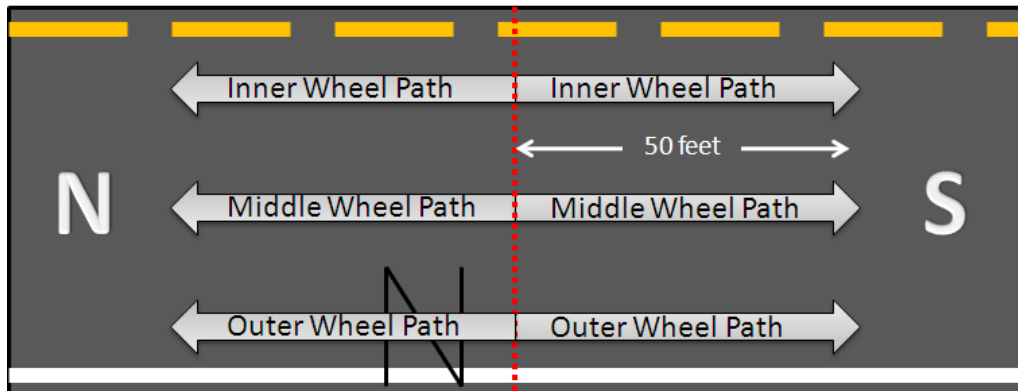 Inner Wheel Path Inner Wheel Path
50 feet
N Middle Wheel Path Middle Wheel Path S
N
Outer Wheel Path Outer Wheel Path